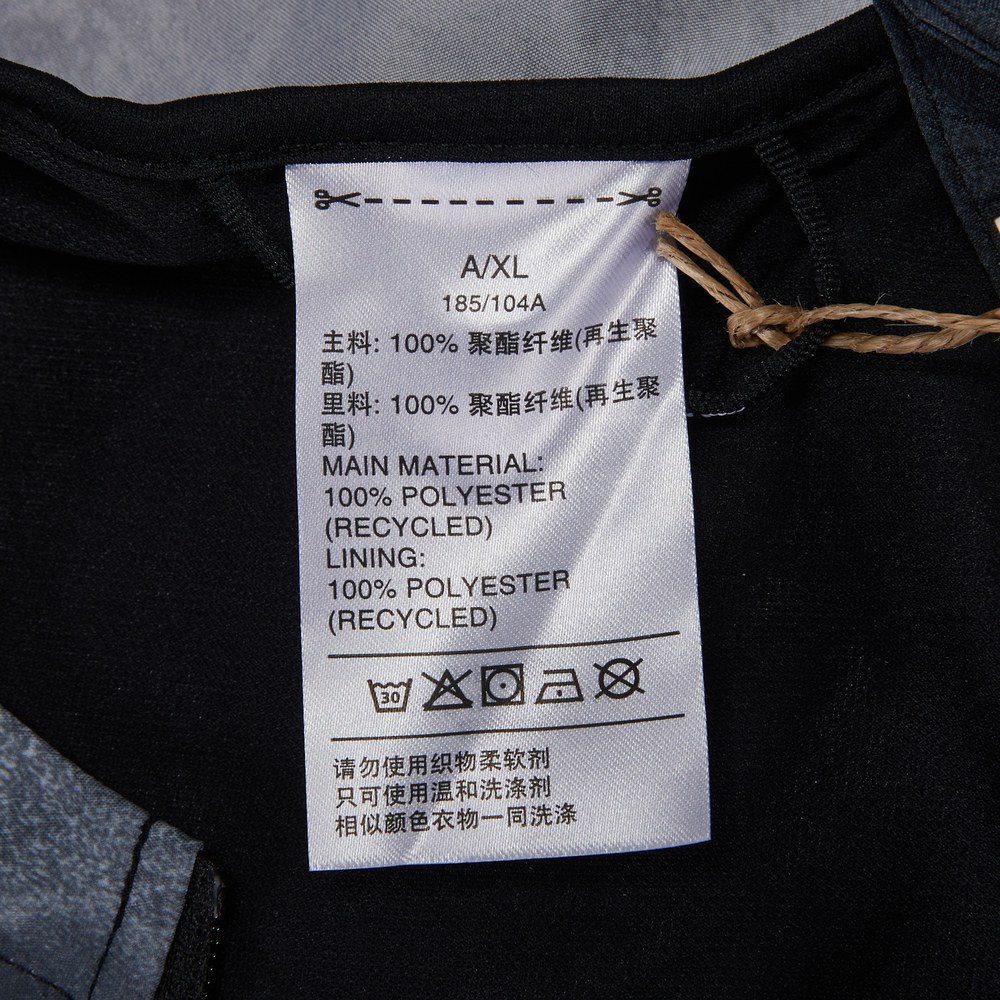 A/XL
185/104A
主料: 100% 聚酯纤维(再生聚
酯)
里料: 100% 聚酯纤维(再生聚
酯)
MAIN MATERIAL:
100% POLYESTER
(RECYCLED)
LINING:
100% POLYESTER
(RECYCLED)
30
请勿使用织物柔软剂
只可使用温和洗涤剂
相似颜色衣物一同洗涤